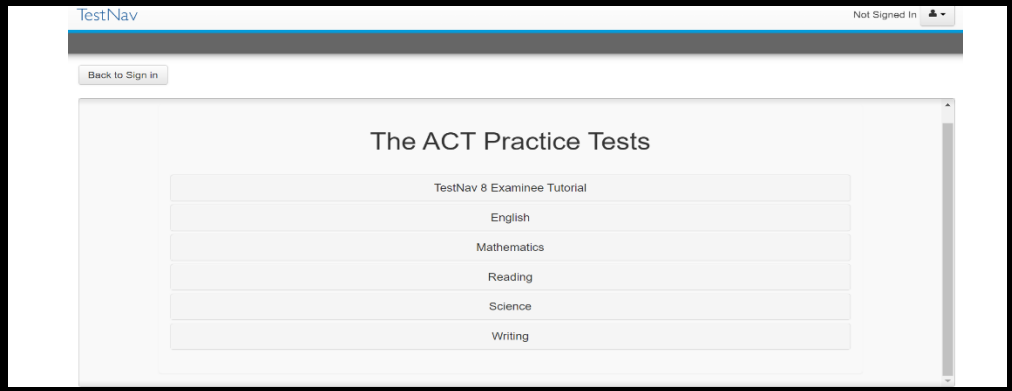 TestNav
Not Signed In
Back to Sign in
The ACT Practice Tests
TestNav 8 Examinee Tutorial
English
Mathematics
Reading
Science
Writing